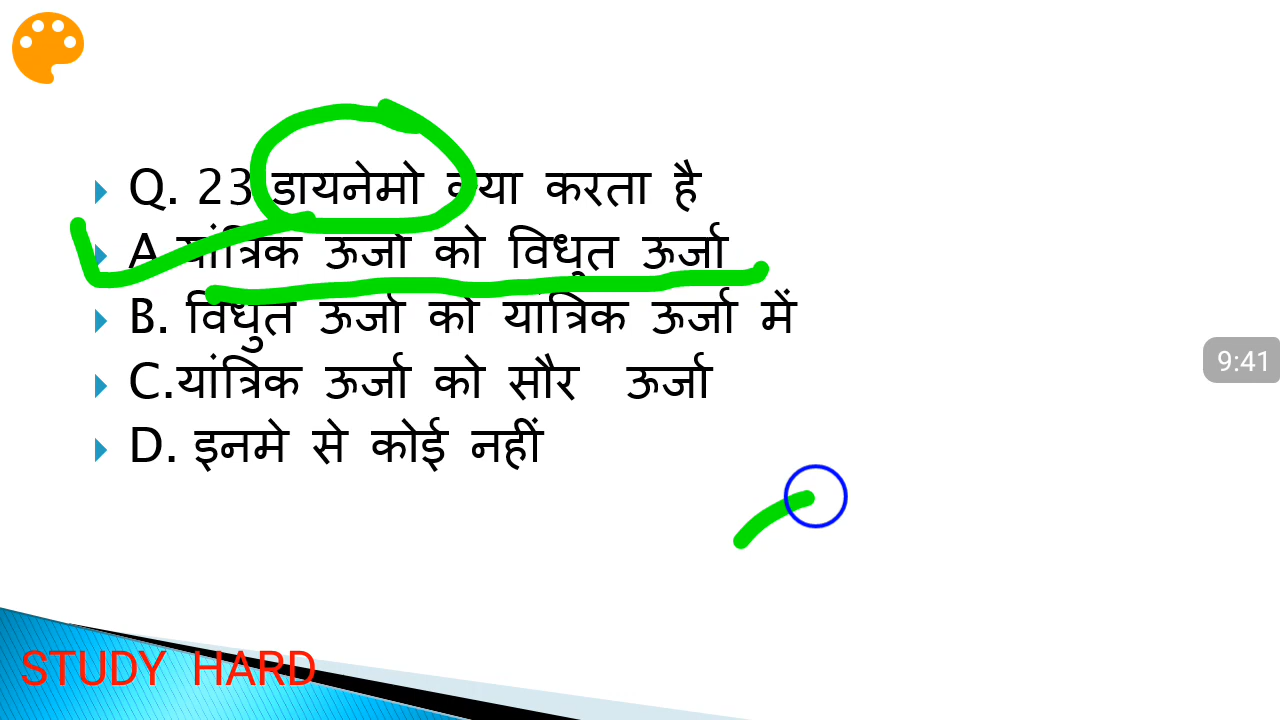 Q. 23 डायनेमो क्या करता है
A यांत्रिक ऊर्जा को विधुत ऊर्जा
B. विधुत ऊर्जा को यांत्रिक ऊर्जा में
C.यांत्रिक ऊर्जा को सौर ऊर्जा
D. इनमे से कोई नहीं
9:41
STUDY HARD